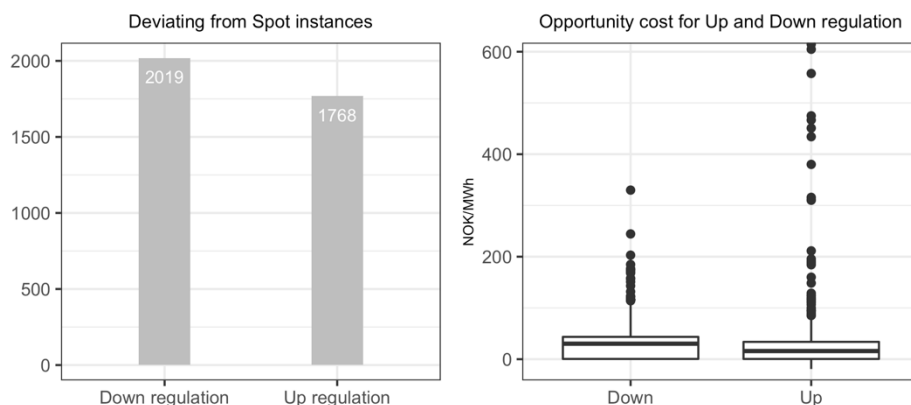 Deviating from Spot instances
2000
1500
1000
500
0
2019
1768
Down regulation Up regulation
Opportunity cost for Up and Down regulation
NOK/MWh
600
400
200
0
Down Up